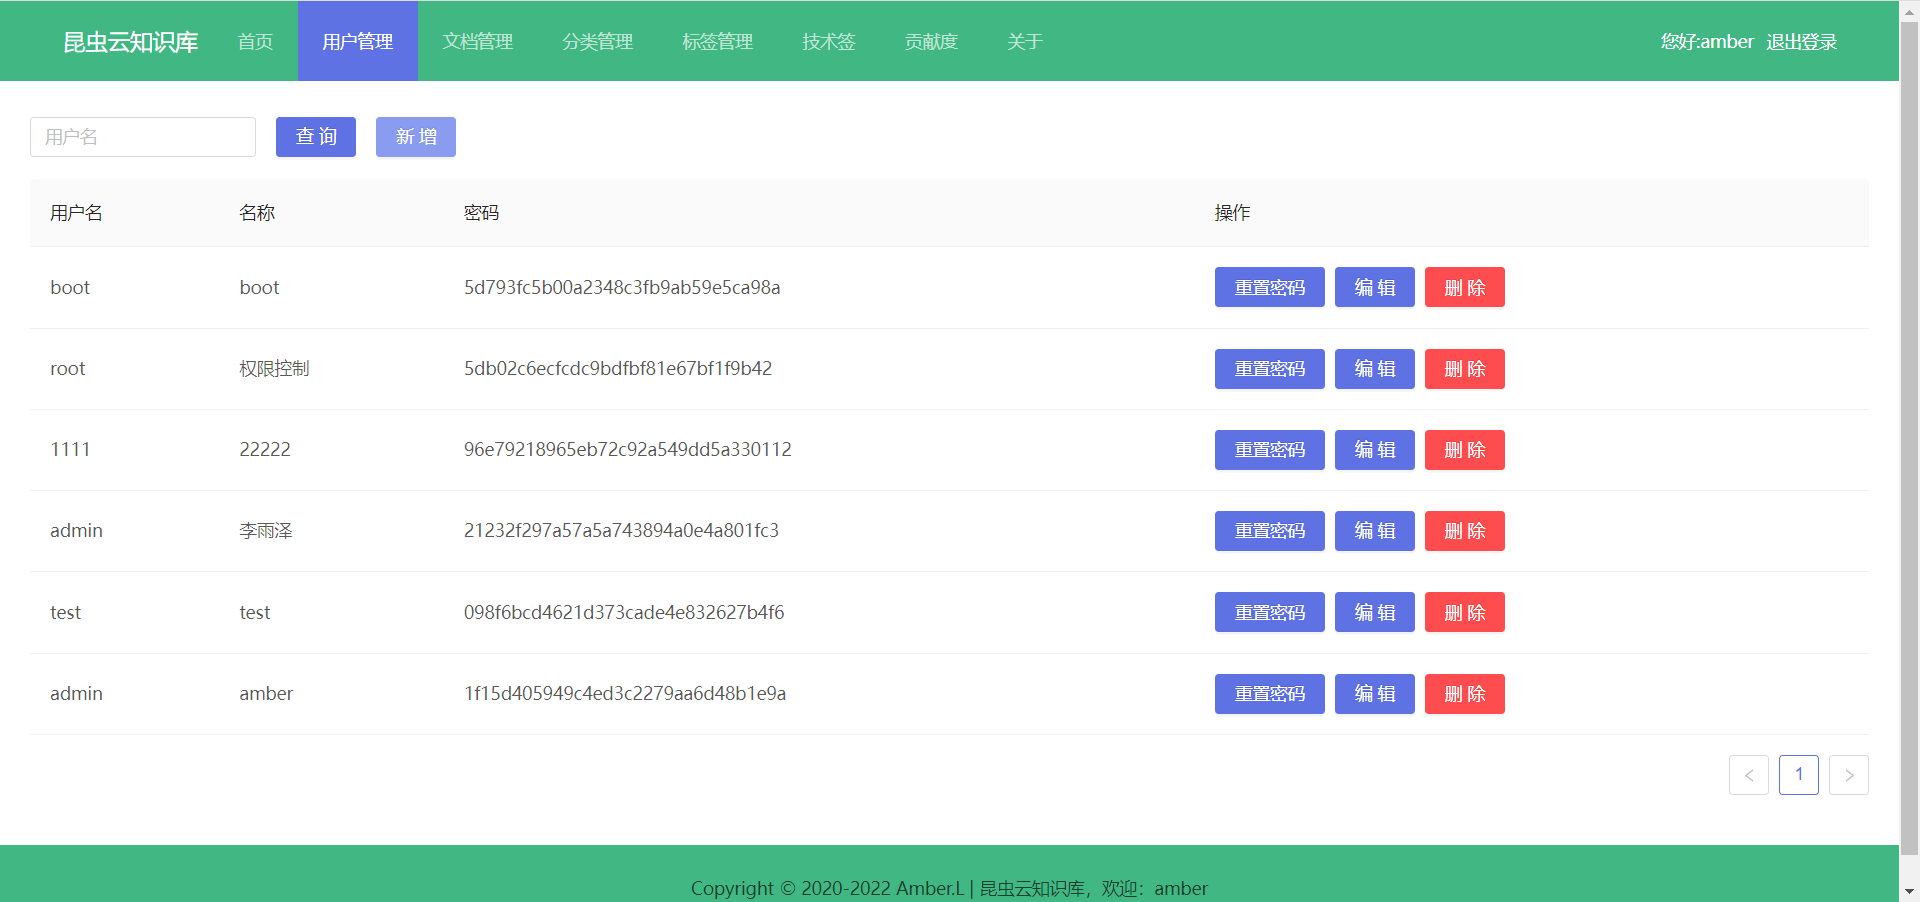 昆虫云知识库 首页 用户管理 文档管理 分类管理 标签管理 技术签 贡献度 关于 您好:amber 退出登录
用户名 查 询 新 增
用户名 名称 密码 操作
boot boot 5d793fc5b00a2348c3fb9ab59e5ca98a 重置密码 编 辑 删 除
root 权限控制 5db02c6ecfcdc9bdfbf81e67bf1f9b42 重置密码 编 辑 删 除
1111 22222 96e79218965eb72c92a549dd5a330112 重置密码 编 辑 删 除
admin 李雨泽 21232f297a57a5a743894a0e4a801fc3 重置密码 编 辑 删 除
test test 098f6bcd4621d373cade4e832627b4f6 重置密码 编 辑 删 除
admin amber 1f15d405949c4ed3c2279aa6d48b1e9a 重置密码 编 辑 删 除
< 1 >
Copyright © 2020-2022 Amber.L | 昆虫云知识库，欢迎：amber